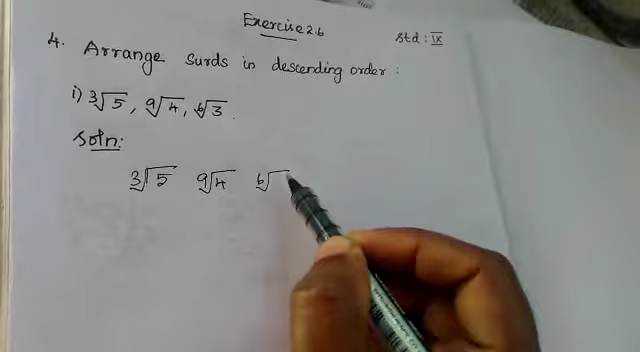 Exercise 2.6
std : IX
4. Arrange surds in descending order :
i) ∛5, ⁹√4, ⁶√3.
Soln:
∛5 ⁹√4 ⁶√